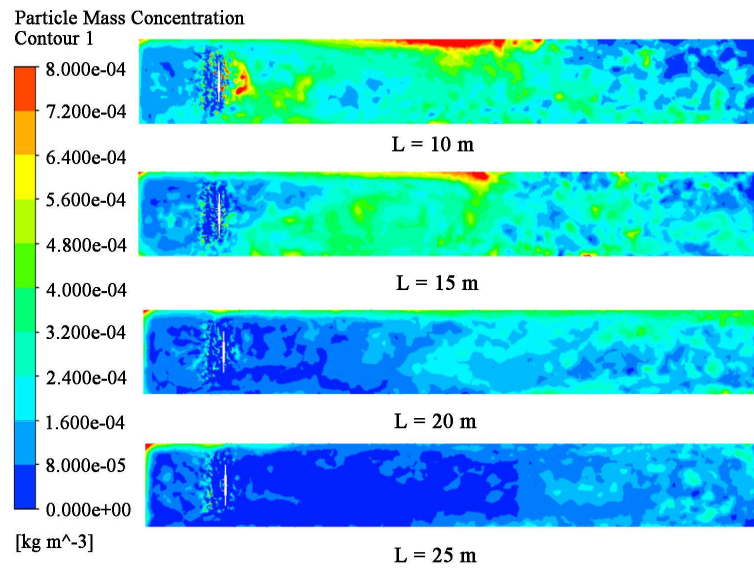 Particle Mass Concentration
Contour 1
8.000e-04
7.200e-04
6.400e-04
5.600e-04
4.800e-04
4.000e-04
3.200e-04
2.400e-04
1.600e-04
8.000e-05
0.000e+00
[kg m^-3]
L = 10 m
L = 15 m
L = 20 m
L = 25 m